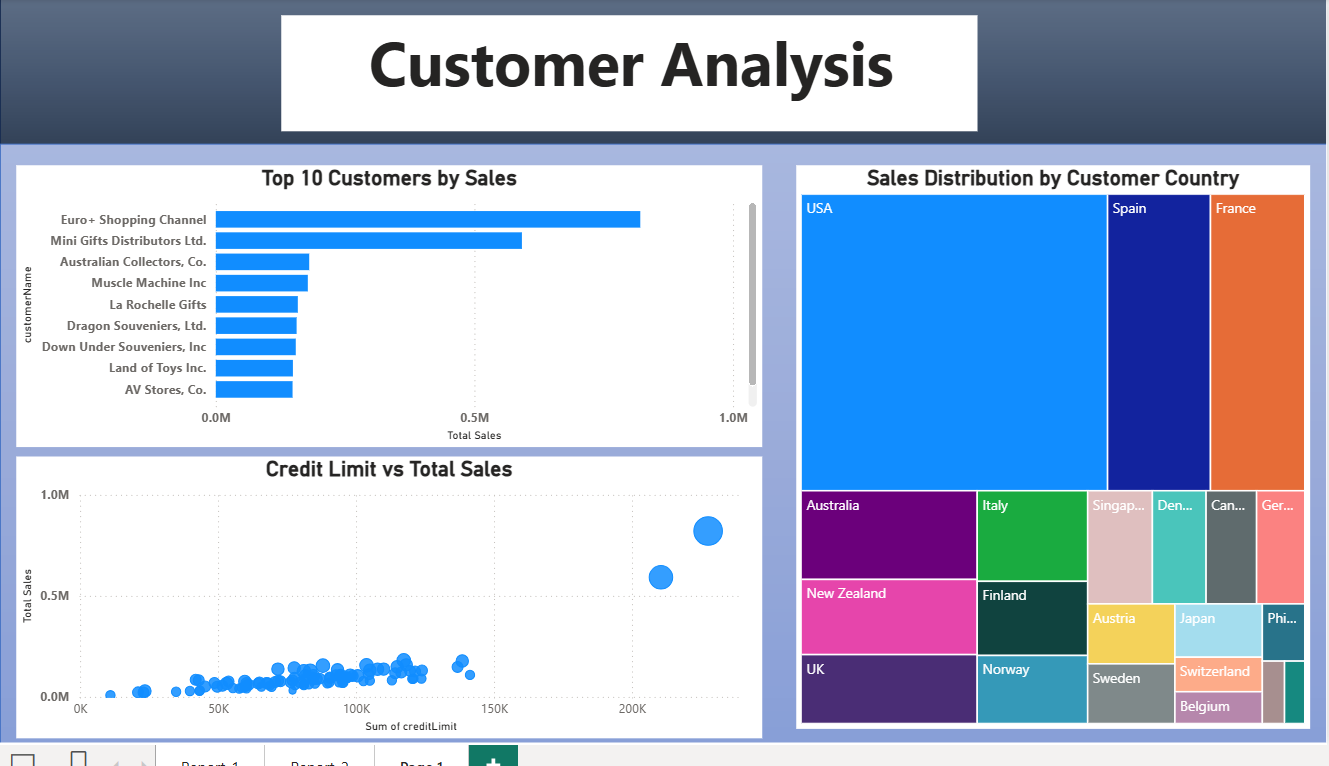 Customer Analysis
Top 10 Customers by Sales
customerName
Euro+ Shopping Channel
Mini Gifts Distributors Ltd.
Australian Collectors, Co.
Muscle Machine Inc
La Rochelle Gifts
Dragon Souveniers, Ltd.
Down Under Souveniers, Inc
Land of Toys Inc.
AV Stores, Co.
0.0M 0.5M 1.0M
Total Sales
Credit Limit vs Total Sales
Total Sales
1.0M
0.5M
0.0M
0K 50K 100K 150K 200K
Sum of creditLimit
Sales Distribution by Customer Country
USA Spain France
Australia Italy Singap... Den... Can... Ger...
New Zealand Finland
Austria Japan Phi...
UK Norway Switzerland
Sweden
Belgium
Report 1 Report 2 Page 1